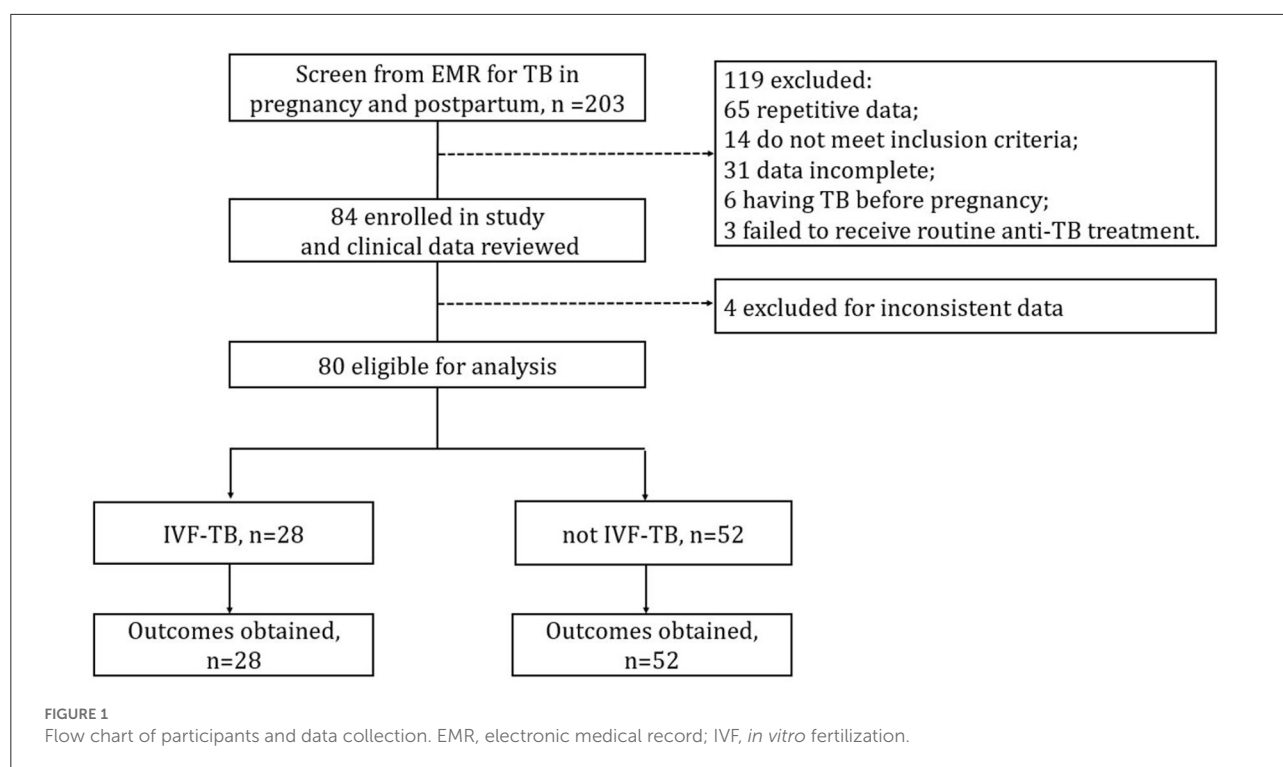 Screen from EMR for TB in
pregnancy and postpartum, n =203
119 excluded:
65 repetitive data;
14 do not meet inclusion criteria;
31 data incomplete;
6 having TB before pregnancy;
3 failed to receive routine anti-TB treatment.
84 enrolled in study
and clinical data reviewed
4 excluded for inconsistent data
80 eligible for analysis
IVF-TB, n=28
not IVF-TB, n=52
Outcomes obtained,
n=28
Outcomes obtained,
n=52
FIGURE 1
Flow chart of participants and data collection. EMR, electronic medical record; IVF, in vitro fertilization.